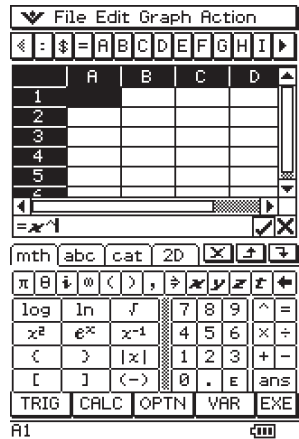 File Edit Graph Action
: $ = A B C D E F G H I
A B C D
1
2
3
4
5
=x^
mth abc cat 2D
π θ i ∞ ( ) , ⇒ x y z t ←
log ln √ 7 8 9 ^ =
x² eˣ x⁻¹ 4 5 6 × ÷
( ) |x| 1 2 3 + −
[ ] (−) 0 . E ans
TRIG CALC OPTN VAR EXE
A1